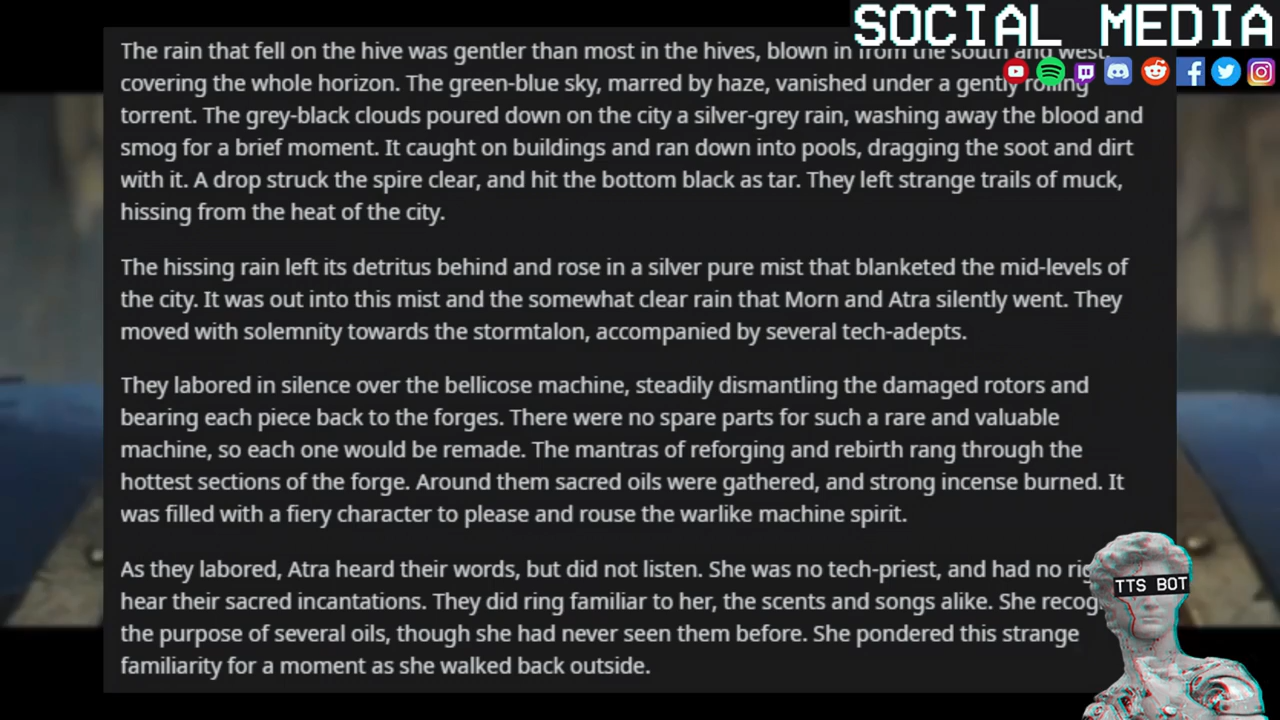 SOCIAL MEDIA
The rain that fell on the hive was gentler than most in the hives, blown in from the south and west.
covering the whole horizon. The green-blue sky, marred by haze, vanished under a gently rolling
torrent. The grey-black clouds poured down on the city a silver-grey rain, washing away the blood and
smog for a brief moment. It caught on buildings and ran down into pools, dragging the soot and dirt
with it. A drop struck the spire clear, and hit the bottom black as tar. They left strange trails of muck,
hissing from the heat of the city.
The hissing rain left its detritus behind and rose in a silver pure mist that blanketed the mid-levels of
the city. It was out into this mist and the somewhat clear rain that Morn and Atra silently went. They
moved with solemnity towards the stormtalon, accompanied by several tech-adepts.
They labored in silence over the bellicose machine, steadily dismantling the damaged rotors and
bearing each piece back to the forges. There were no spare parts for such a rare and valuable
machine, so each one would be remade. The mantras of reforging and rebirth rang through the
hottest sections of the forge. Around them sacred oils were gathered, and strong incense burned. It
was filled with a fiery character to please and rouse the warlike machine spirit.
As they labored, Atra heard their words, but did not listen. She was no tech-priest, and had no
hear their sacred incantations. They did ring familiar to her, the scents and songs alike. She
the purpose of several oils, though she had never seen them before. She pondered this strange
familiarity for a moment as she walked back outside.
TTS BOT